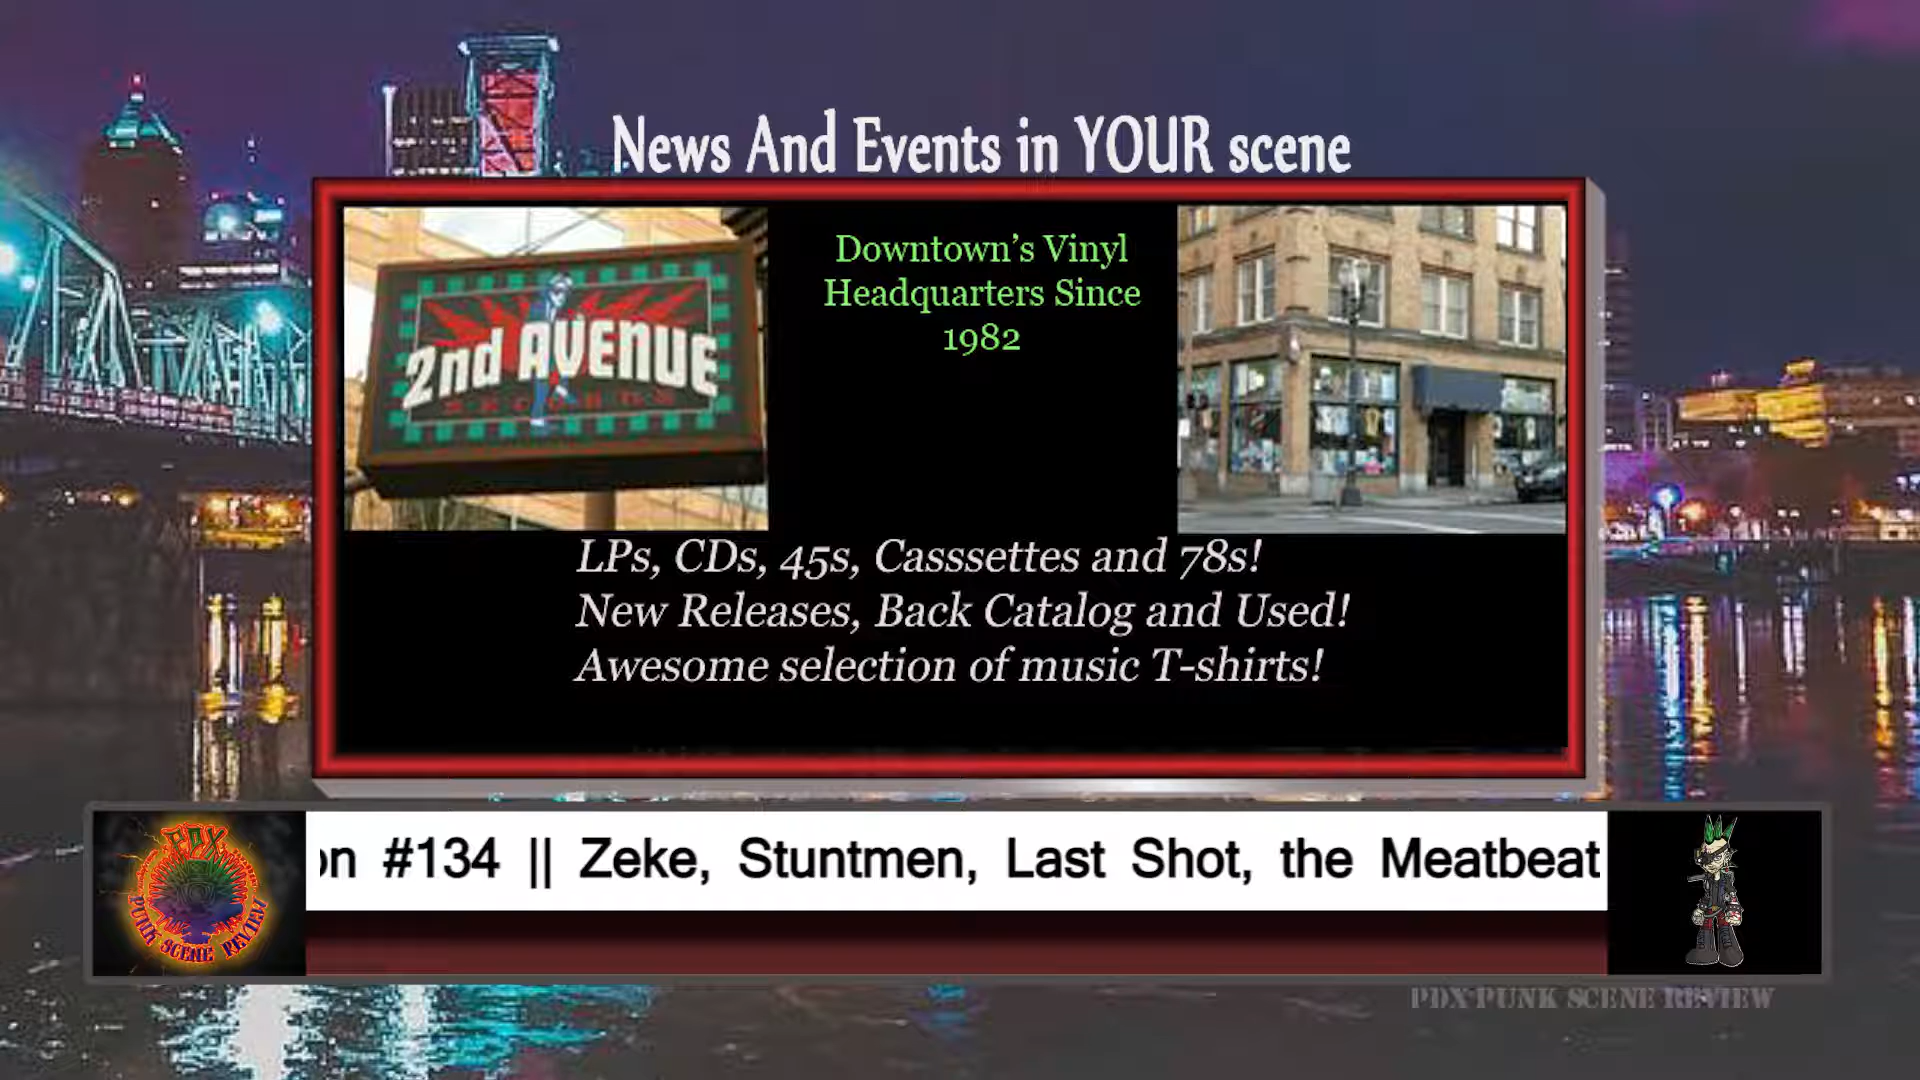 News And Events in YOUR scene
2nd AVENUE
RECORDS
Downtown’s Vinyl
Headquarters Since
1982
LPs, CDs, 45s, Casssettes and 78s!
New Releases, Back Catalog and Used!
Awesome selection of music T-shirts!
PDX
PUNK SCENE REVIEW
on #134 || Zeke, Stuntmen, Last Shot, the Meatbeat
PDX PUNK SCENE REVIEW